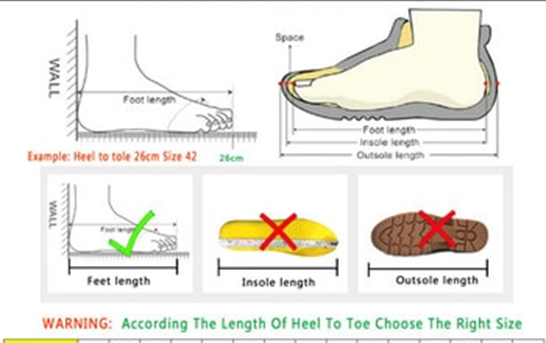 WALL
Foot length
Example: Heel to tole 26cm Size 42
26cm
Space
Foot length
Insole length
Outsole length
WALL
Foot length
Feet length
Insole length
Outsole length
WARNING: According The Length Of Heel To Toe Choose The Right Size